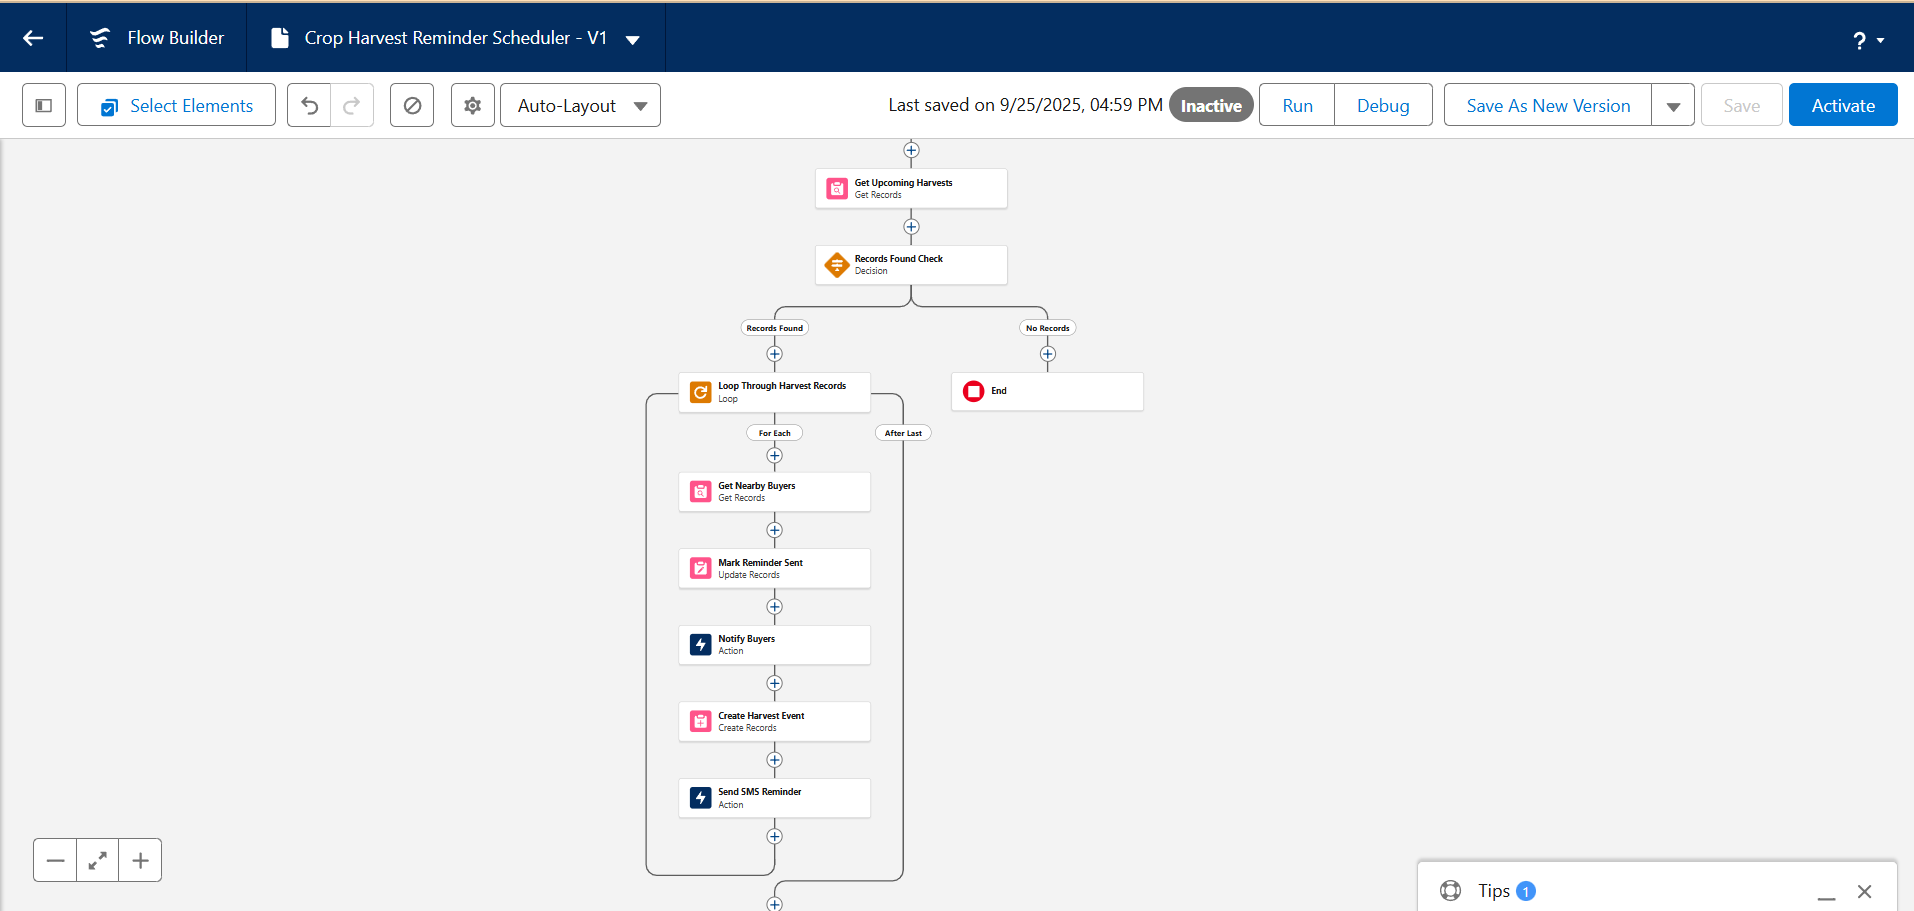 Flow Builder
Crop Harvest Reminder Scheduler - V1
?
Select Elements
Auto-Layout
Last saved on 9/25/2025, 04:59 PM
Inactive
Run
Debug
Save As New Version
Save
Activate
Get Upcoming Harvests
Get Records
Records Found Check
Decision
Records Found
No Records
Loop Through Harvest Records
Loop
End
For Each
After Last
Get Nearby Buyers
Get Records
Mark Reminder Sent
Update Records
Notify Buyers
Action
Create Harvest Event
Create Records
Send SMS Reminder
Action
Tips 1